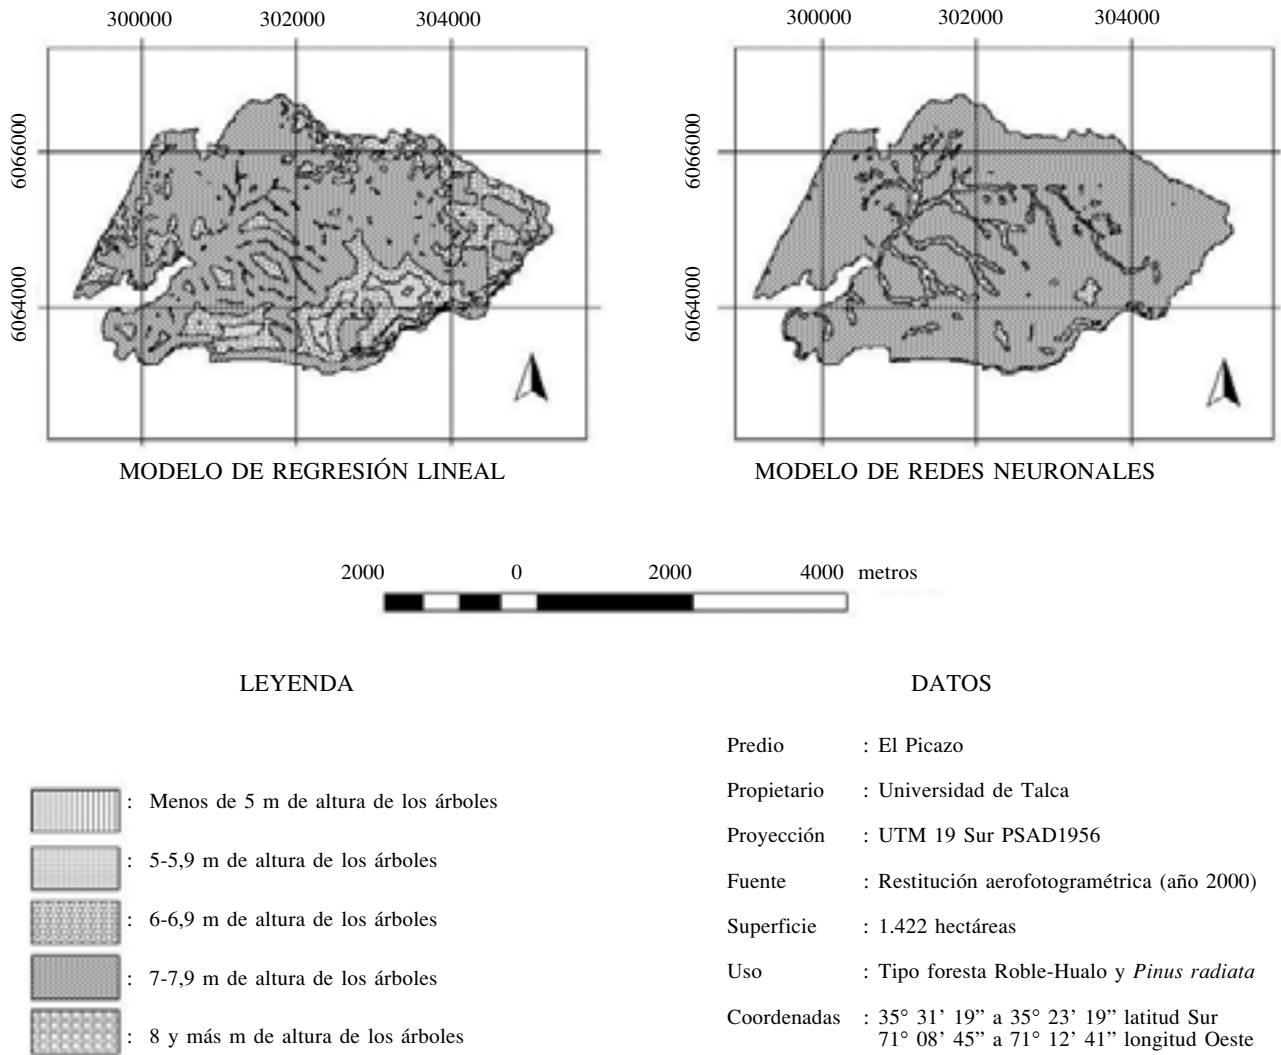 300000 302000 304000
300000 302000 304000
6066000
6064000
6066000
6064000
MODELO DE REGRESIÓN LINEAL
MODELO DE REDES NEURONALES
2000 0 2000 4000 metros
LEYENDA
: Menos de 5 m de altura de los árboles
: 5-5,9 m de altura de los árboles
: 6-6,9 m de altura de los árboles
: 7-7,9 m de altura de los árboles
: 8 y más m de altura de los árboles
DATOS
Predio : El Picazo
Propietario : Universidad de Talca
Proyección : UTM 19 Sur PSAD1956
Fuente : Restitución aerofotogramétrica (año 2000)
Superficie : 1.422 hectáreas
Uso : Tipo foresta Roble-Hualo y Pinus radiata
Coordenadas : 35° 31' 19” a 35° 23' 19” latitud Sur
71° 08' 45” a 71° 12' 41” longitud Oeste